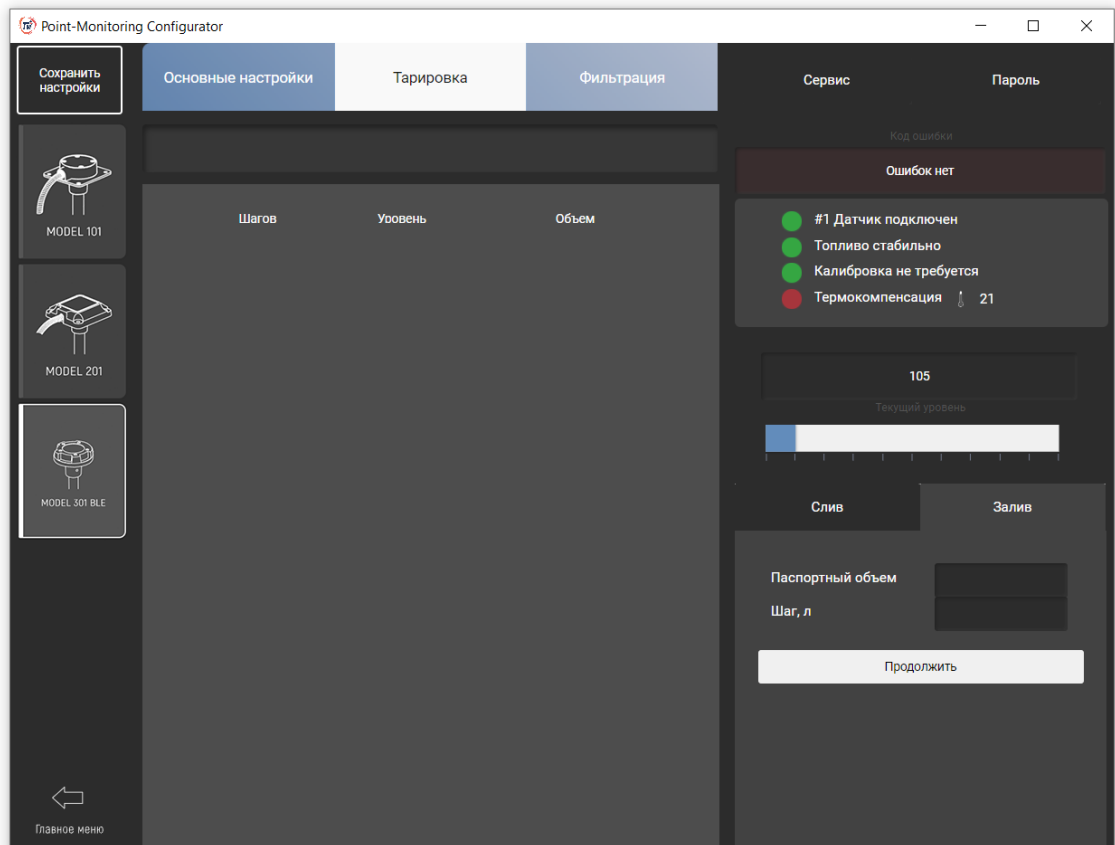 Point-Monitoring Configurator
Сохранить
настройки
Основные настройки
Тарировка
Фильтрация
Сервис
Пароль
MODEL 101
MODEL 201
MODEL 301 BLE
Главное меню
Шагов
Уровень
Объем
Код ошибки
Ошибок нет
#1 Датчик подключен
Топливо стабильно
Калибровка не требуется
Термокомпенсация 21
105
Текущий уровень
Слив
Залив
Паспортный объем
Шаг, л
Продолжить